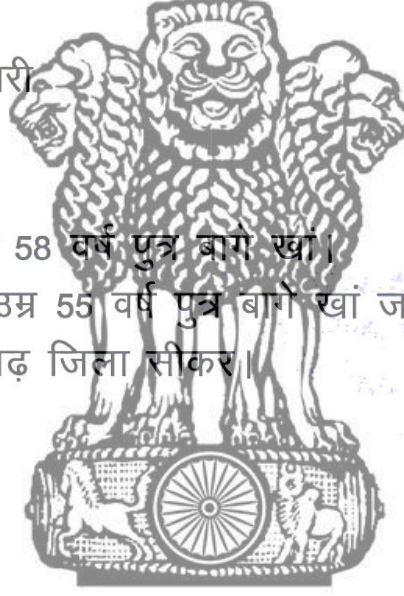 री
58 वर्ष पुत्र बागे खां।
उम्र 55 वर्ष पुत्र बागे खां ज
ढ़ जिला सीकर।